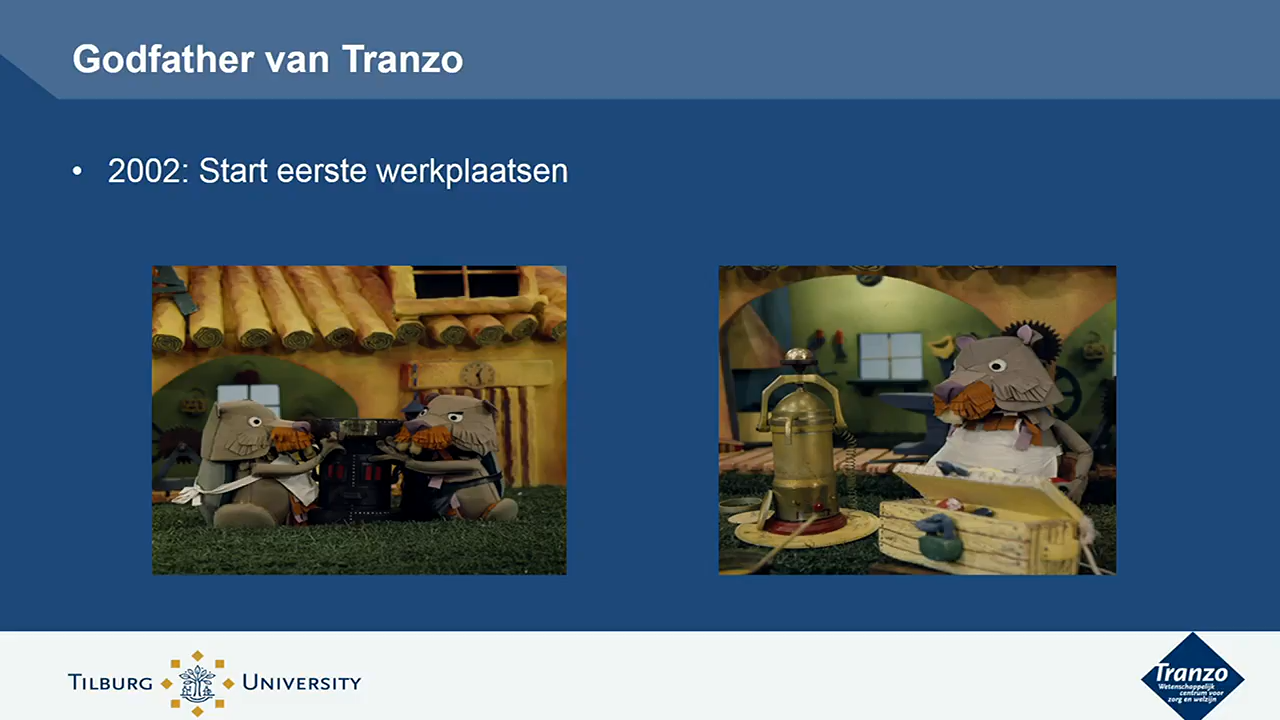 Godfather van Tranzo
• 2002: Start eerste werkplaatsen
TILBURG UNIVERSITY
Tranzo
Wetenschappelijk
centrum voor
zorg en welzijn